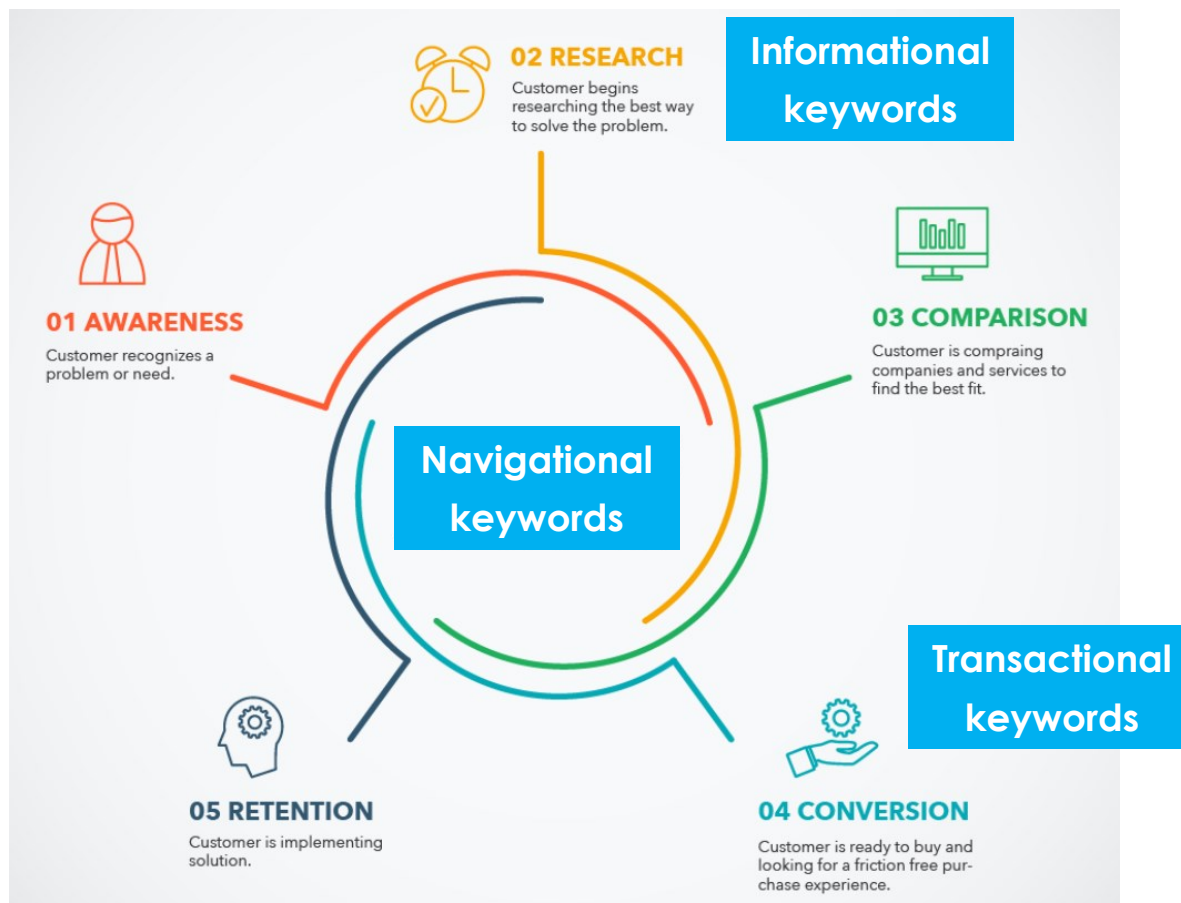 02 RESEARCH
Customer begins
researching the best way
to solve the problem.
Informational
keywords
01 AWARENESS
Customer recognizes a
problem or need.
03 COMPARISON
Customer is compraing
companies and services to
find the best fit.
Navigational
keywords
Transactional
keywords
05 RETENTION
Customer is implementing
solution.
04 CONVERSION
Customer is ready to buy and
looking for a friction free pur-
chase experience.